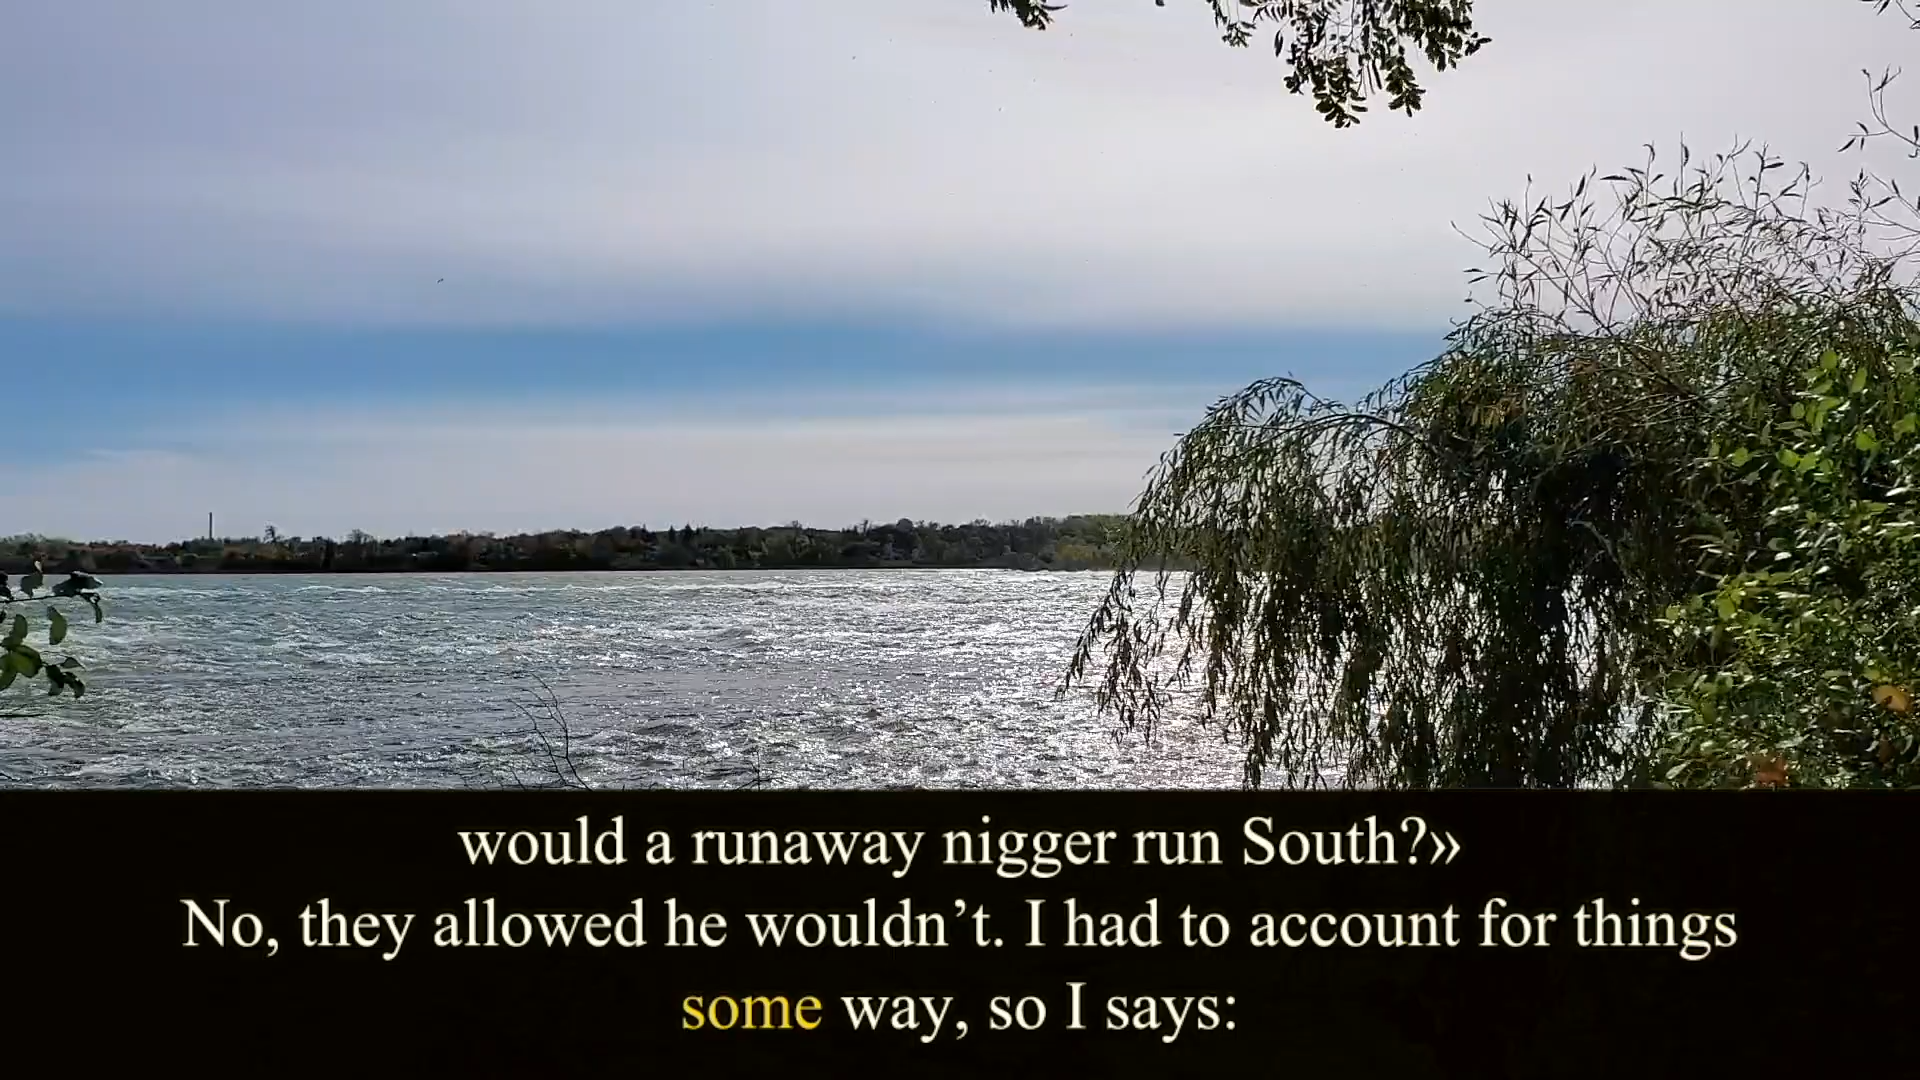 would a runaway nigger run South?»
No, they allowed he wouldn’t. I had to account for things
some way, so I says: